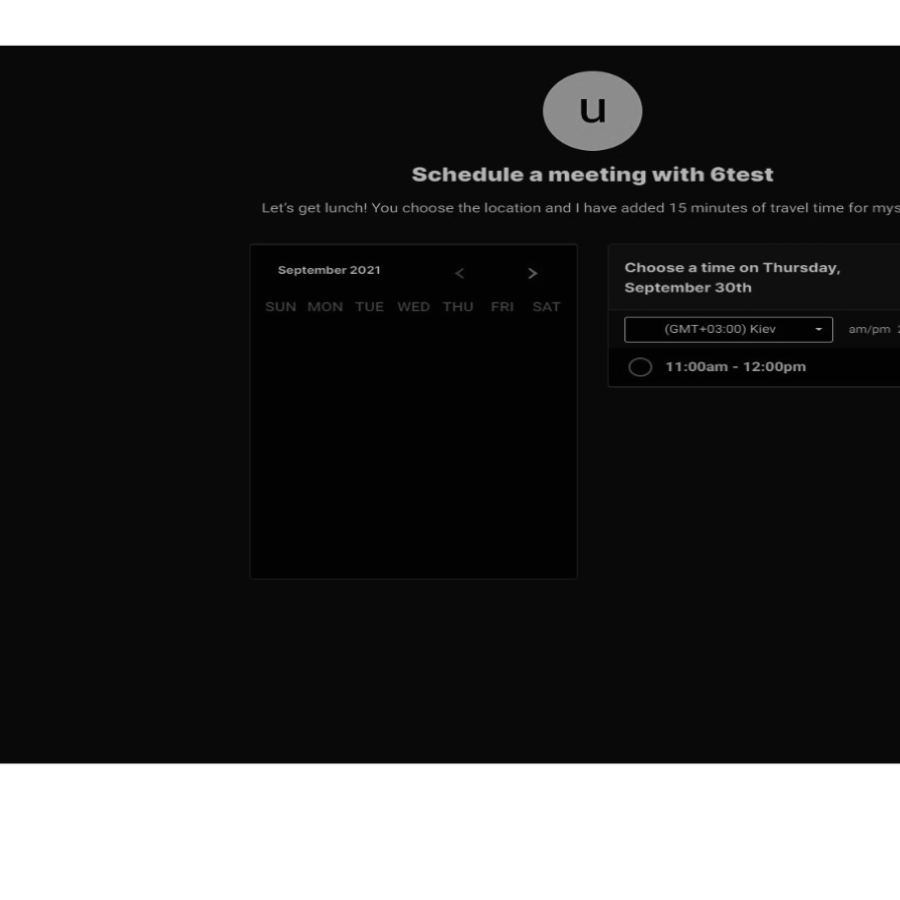 u
Schedule a meeting with 6test
Let's get lunch! You choose the location and I have added 15 minutes of travel time for mys
September 2021 < >
SUN MON TUE WED THU FRI SAT
Choose a time on Thursday,
September 30th
(GMT+03:00) Kiev
am/pm
11:00am - 12:00pm